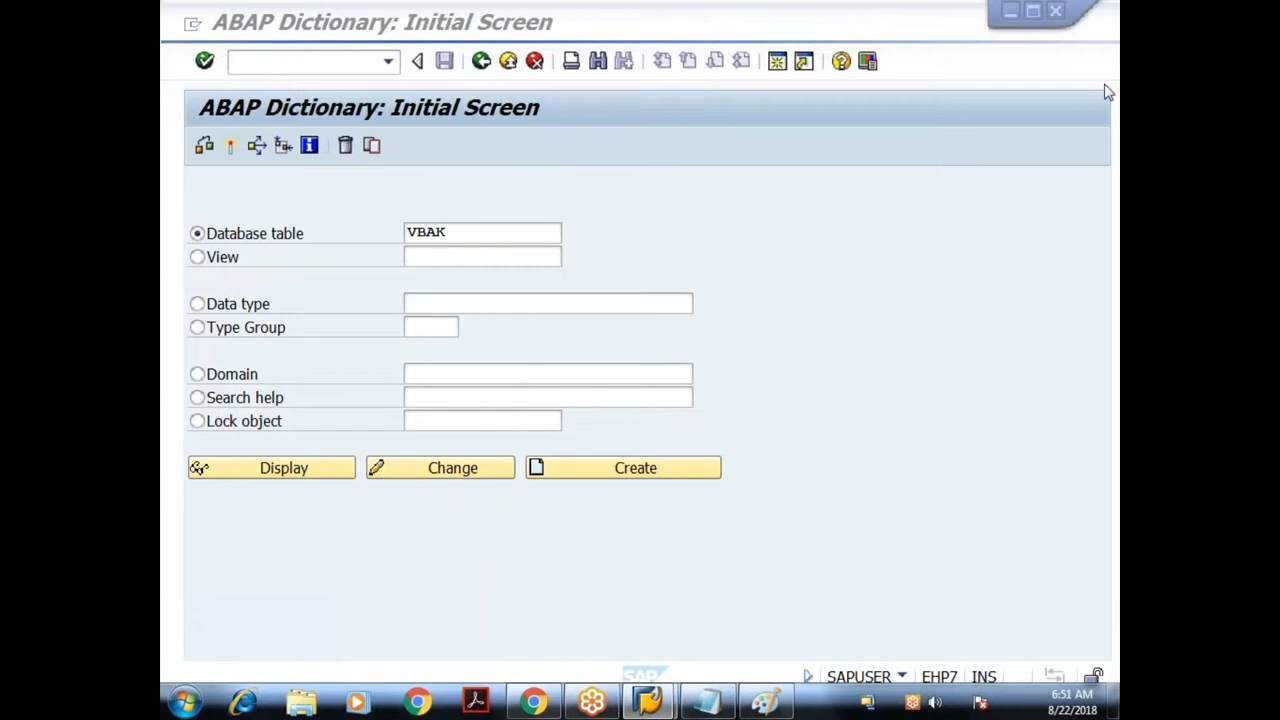 ABAP Dictionary: Initial Screen
ABAP Dictionary: Initial Screen
Database table VBAK
View
Data type
Type Group
Domain
Search help
Lock object
Display Change Create
SAP
SAPUSER EHP7 INS
6:51 AM
8/22/2018